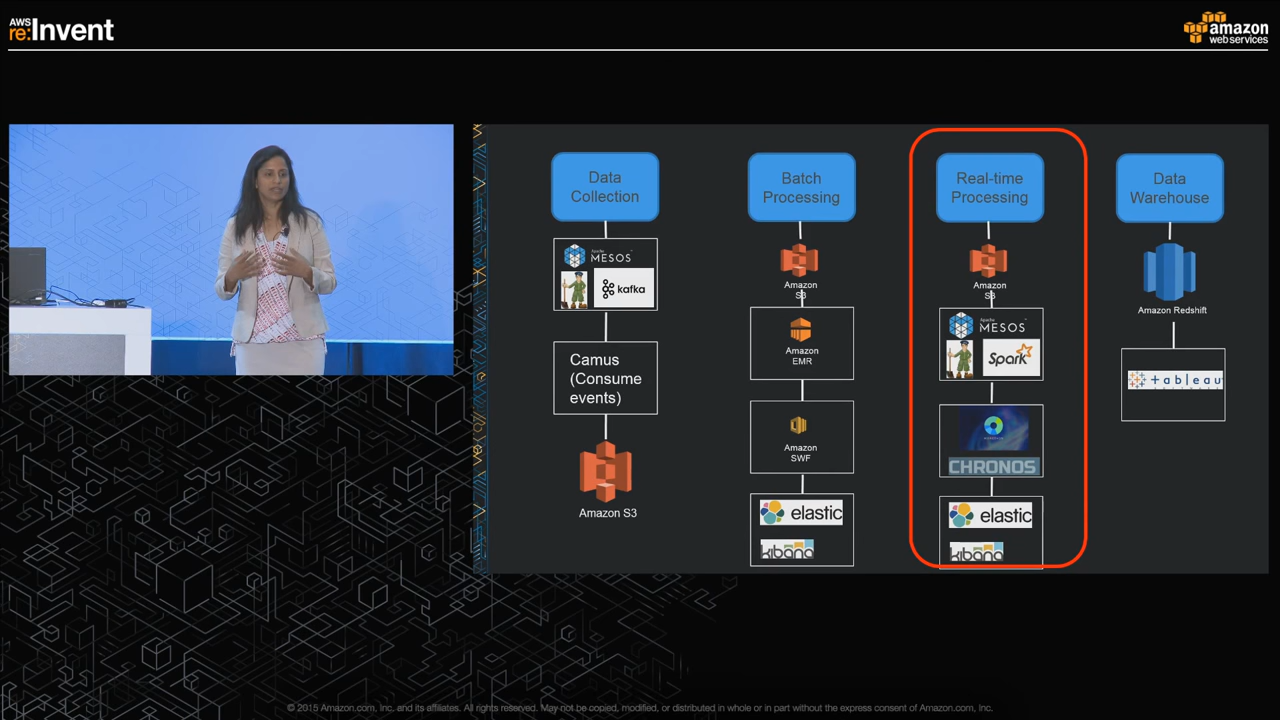 AWS
re:Invent
amazon
web services
Data
Collection
Apache
MESOS
kafka
Camus
(Consume
events)
Amazon S3
Batch
Processing
Amazon
S3
Amazon
EMR
Amazon
SWF
elastic
kibana
Real-time
Processing
Amazon
S3
Apache
MESOS
Spark
CHRONOS
elastic
kibana
Data
Warehouse
Amazon Redshift
tableau
© 2015 Amazon.com, Inc. and its affiliates. All rights reserved. May not be copied, modified, or distributed in whole or in part without the express consent of Amazon.com, Inc.